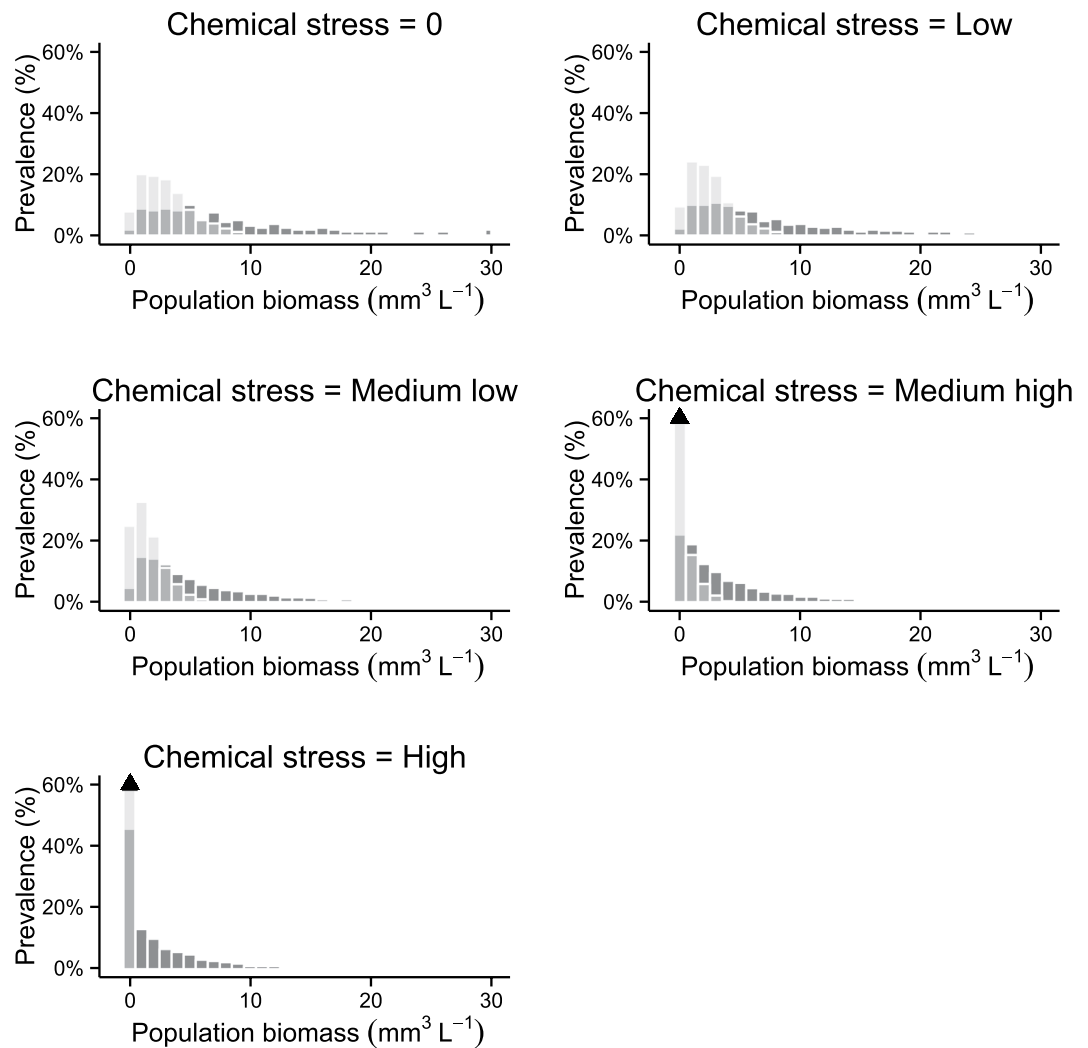 Chemical stress = 0
Prevalence (%)
60%
40%
20%
0%
0 10 20 30
Population biomass (mm³ L⁻¹)
Chemical stress = Low
Prevalence (%)
60%
40%
20%
0%
0 10 20 30
Population biomass (mm³ L⁻¹)
Chemical stress = Medium low
Prevalence (%)
60%
40%
20%
0%
0 10 20 30
Population biomass (mm³ L⁻¹)
Chemical stress = Medium high
Prevalence (%)
60%
40%
20%
0%
0 10 20 30
Population biomass (mm³ L⁻¹)
Chemical stress = High
Prevalence (%)
60%
40%
20%
0%
0 10 20 30
Population biomass (mm³ L⁻¹)